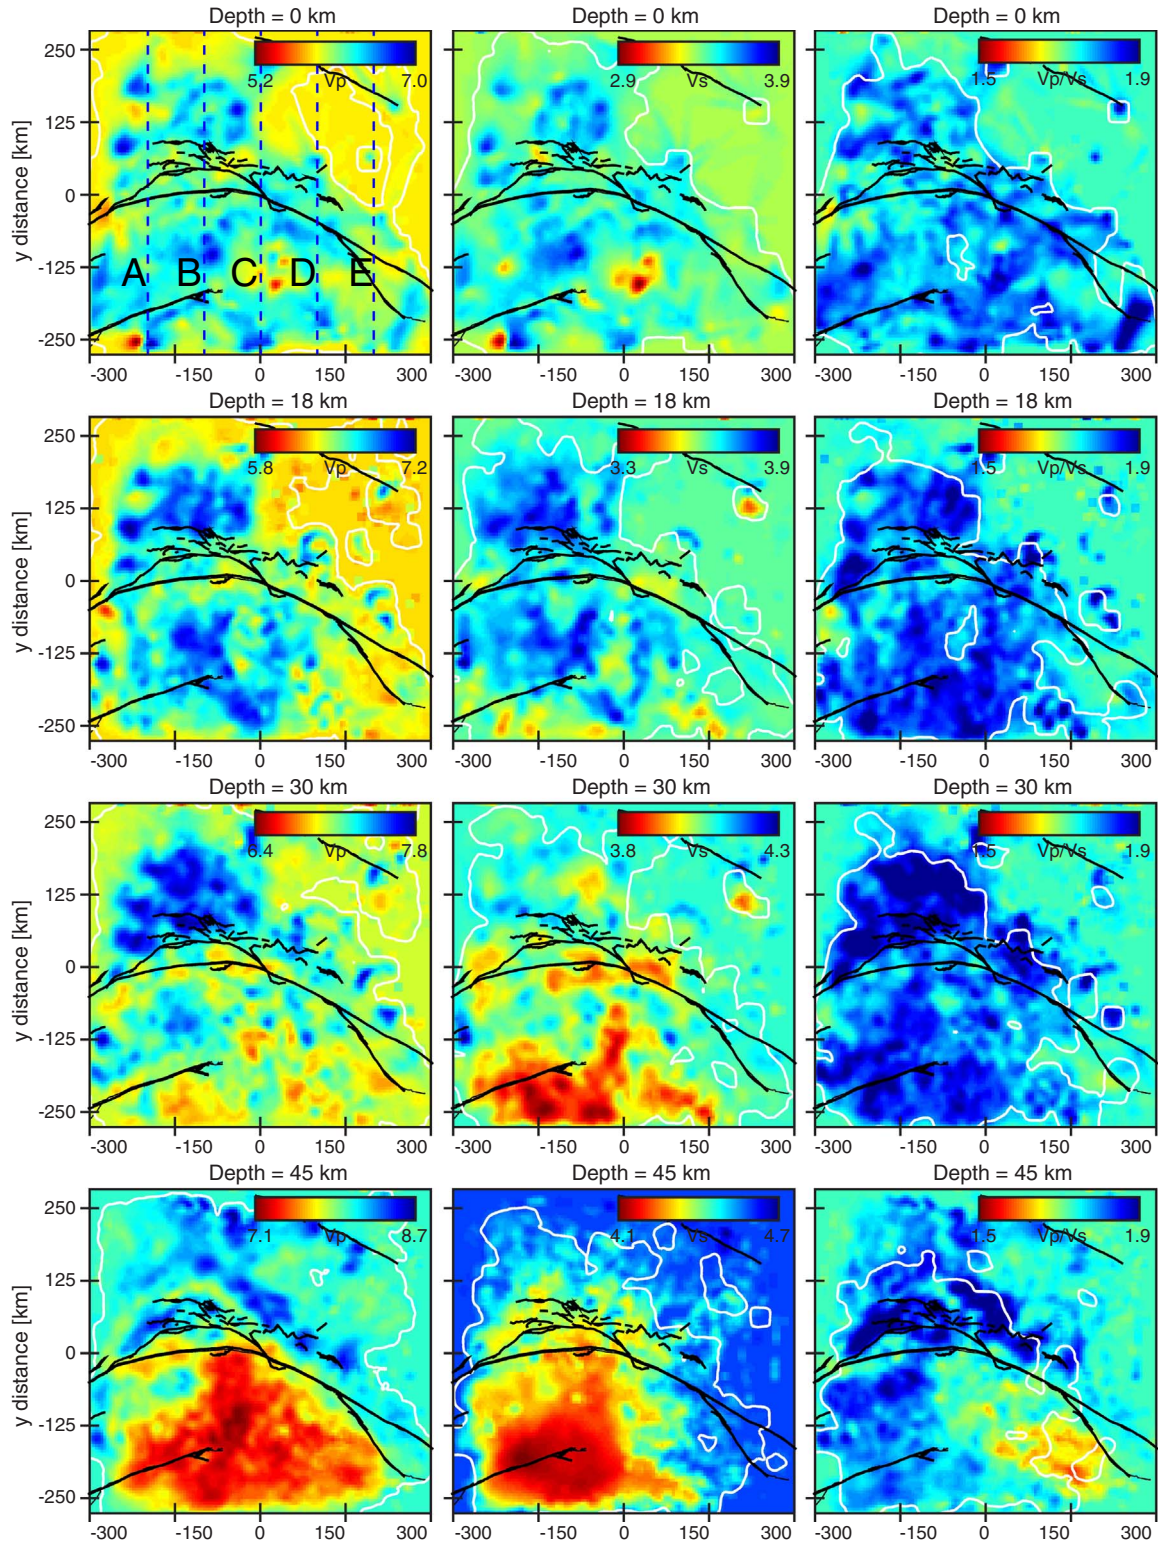 Depth = 0 km
Depth = 0 km
Depth = 0 km
y distance [km]
250
125
0
-125
-250
5.2 Vp 7.0
2.9 Vs 3.9
1.5 Vp/Vs 1.9
A B C D E
-300 -150 0 150 300
-300 -150 0 150 300
-300 -150 0 150 300
Depth = 18 km
Depth = 18 km
Depth = 18 km
y distance [km]
250
125
0
-125
-250
5.8 Vp 7.2
3.3 Vs 3.9
1.5 Vp/Vs 1.9
-300 -150 0 150 300
-300 -150 0 150 300
-300 -150 0 150 300
Depth = 30 km
Depth = 30 km
Depth = 30 km
y distance [km]
250
125
0
-125
-250
6.4 Vp 7.8
3.8 Vs 4.3
1.5 Vp/Vs 1.9
-300 -150 0 150 300
-300 -150 0 150 300
-300 -150 0 150 300
Depth = 45 km
Depth = 45 km
Depth = 45 km
y distance [km]
250
125
0
-125
-250
7.1 Vp 8.7
4.1 Vs 4.7
1.5 Vp/Vs 1.9
-300 -150 0 150 300
-300 -150 0 150 300
-300 -150 0 150 300